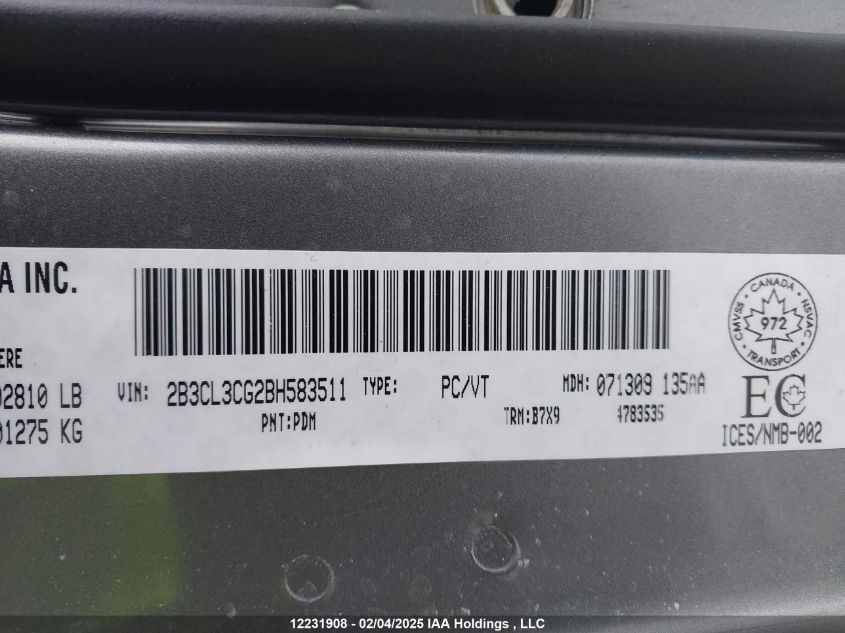 A INC.
ERE
02810 LB
01275 KG
VIN: 2B3CL3CG2BH583511 TYPE: PC/VT MDH: 071309 135AA
PNT:PDM TRM:B7X9 4783535
CMVSS • CANADA • NSVAC
972
TRANSPORT
EC
ICES/NMB-002
12231908 - 02/04/2025 IAA Holdings , LLC